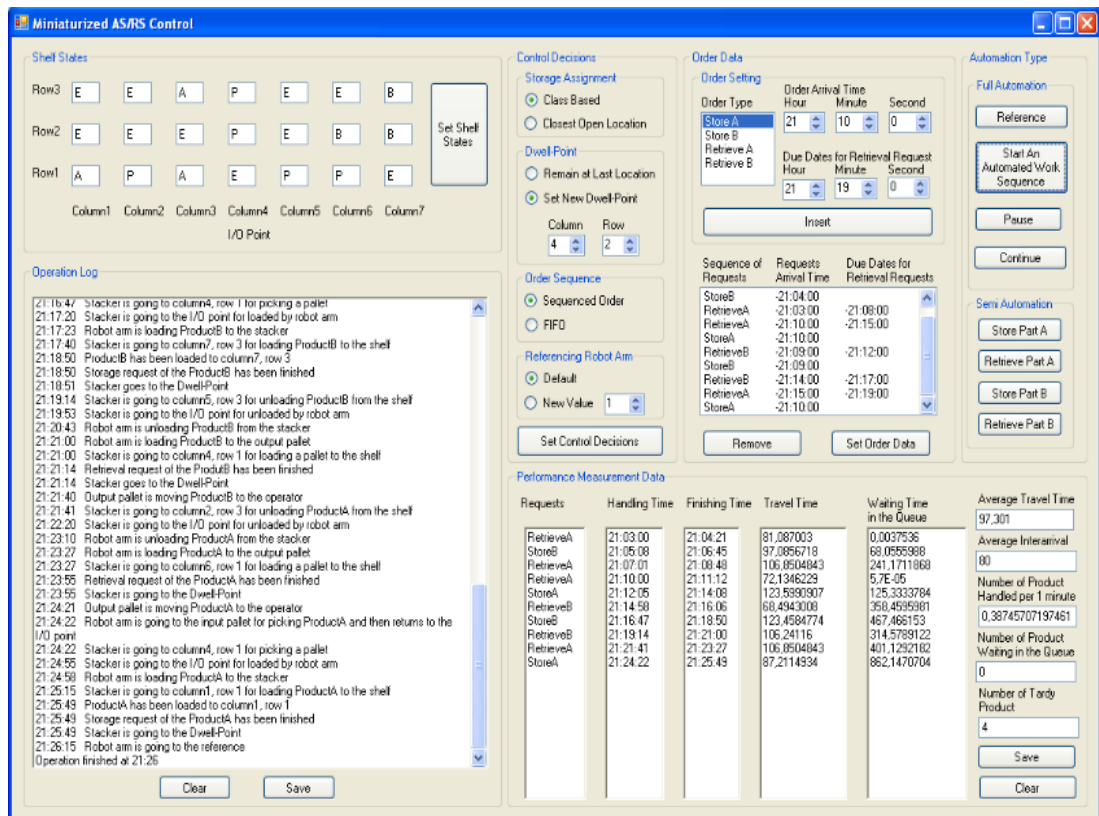 Miniaturized AS/RS Control
Shelf States
Row3 E E A P E E B
Row2 E E E P E B B
Row1 A P A E P P E
Column1 Column2 Column3 Column4 Column5 Column6 Column7
I/O Point
Set Shelf
States
Operation Log
21:16:47 Stacker is going to column4, row 1 for picking a pallet
21:17:20 Stacker is going to the I/O point for loaded by robot arm
21:17:23 Robot arm is loading ProductB to the stacker
21:17:40 Stacker is going to column7, row 3 for loading ProductB to the shelf
21:18:50 ProductB has been loaded to column7, row 3
21:18:50 Storage request of the ProductB has been finished
21:18:51 Stacker goes to the Dwell-Point
21:19:14 Stacker is going to column5, row 3 for unloading ProductB from the shelf
21:19:53 Stacker is going to the I/O point for unloaded by robot arm
21:20:43 Robot arm is unloading ProductB from the stacker
21:21:00 Robot arm is loading ProductB to the output pallet
21:21:00 Stacker is going to column4, row 1 for loading a pallet to the shelf
21:21:14 Retrieval request of the ProdutB has been finished
21:21:14 Stacker goes to the Dwell-Point
21:21:40 Output pallet is moving ProductB to the operator
21:21:41 Stacker is going to column2, row 3 for unloading ProductA from the shelf
21:22:20 Stacker is going to the I/O point for unloaded by robot arm
21:23:10 Robot arm is unloading ProductA from the stacker
21:23:27 Robot arm is loading ProductA to the output pallet
21:23:27 Stacker is going to column6, row 1 for loading a pallet to the shelf
21:23:55 Retrieval request of the ProductA has been finished
21:23:55 Stacker is going to the Dwell-Point
21:24:21 Output pallet is moving ProductA to the operator
21:24:22 Robot arm is going to the input pallet for picking ProductA and then returns to the
I/O point
21:24:22 Stacker is going to column4, row 1 for picking a pallet
21:24:55 Stacker is going to the I/O point for loaded by robot arm
21:24:58 Robot arm is loading ProductA to the stacker
21:25:15 Stacker is going to column1, row 1 for loading ProductA to the shelf
21:25:49 ProductA has been loaded to column1, row 1
21:25:49 Storage request of the ProductA has been finished
21:25:49 Stacker is going to the Dwell-Point
21:26:15 Robot arm is going to the reference
Operation finished at 21:26
Clear Save
Control Decisions
Storage Assignment
Class Based
Closest Open Location
Dwell-Point
Remain at Last Location
Set New Dwell-Point
Column Row
4 2
Order Sequence
Sequenced Order
FIFO
Referencing Robot Arm
Default
New Value 1
Set Control Decisions
Order Data
Order Setting
Order Type
Store A
Store B
Retrieve A
Retrieve B
Order Arrival Time
Hour Minute Second
21 10 0
Due Dates for Retrieval Request
Hour Minute Second
21 19 0
Insert
Sequence of Requests Due Dates for
Requests Arrival Time Retrieval Requests
StoreB -21:04:00
RetrieveA -21:03:00 -21:08:00
RetrieveA -21:10:00 -21:15:00
StoreA -21:10:00
RetrieveB -21:09:00 -21:12:00
StoreB -21:09:00
RetrieveB -21:14:00 -21:17:00
RetrieveA -21:15:00 -21:19:00
StoreA -21:10:00
Remove Set Order Data
Automation Type
Full Automation
Reference
Start An
Automated Work
Sequence
Pause
Continue
Semi Automation
Store Part A
Retrieve Part A
Store Part B
Retrieve Part B
Performance Measurement Data
Requests Handling Time Finishing Time Travel Time Waiting Time
in the Queue
RetrieveA 21:03:00 21:04:21 81,087003 0,0037536
StoreB 21:05:08 21:06:45 97,0856718 68,0555988
RetrieveA 21:07:01 21:08:48 106,8504843 241,1711868
RetrieveA 21:10:00 21:11:12 72,1346229 5,7E-05
StoreA 21:12:05 21:14:08 123,5990907 125,3333784
RetrieveB 21:14:58 21:16:06 68,4943008 358,4595981
StoreB 21:16:47 21:18:50 123,4584774 467,466153
RetrieveB 21:19:14 21:21:00 106,24116 314,5789122
RetrieveA 21:21:41 21:23:27 106,8504843 401,1292182
StoreA 21:24:22 21:25:49 87,2114934 862,1470704
Average Travel Time
97,301
Average Interarrival
80
Number of Product
Handled per 1 minute
0,38745707197461
Number of Product
Waiting in the Queue
0
Number of Tardy
Product
4
Save
Clear